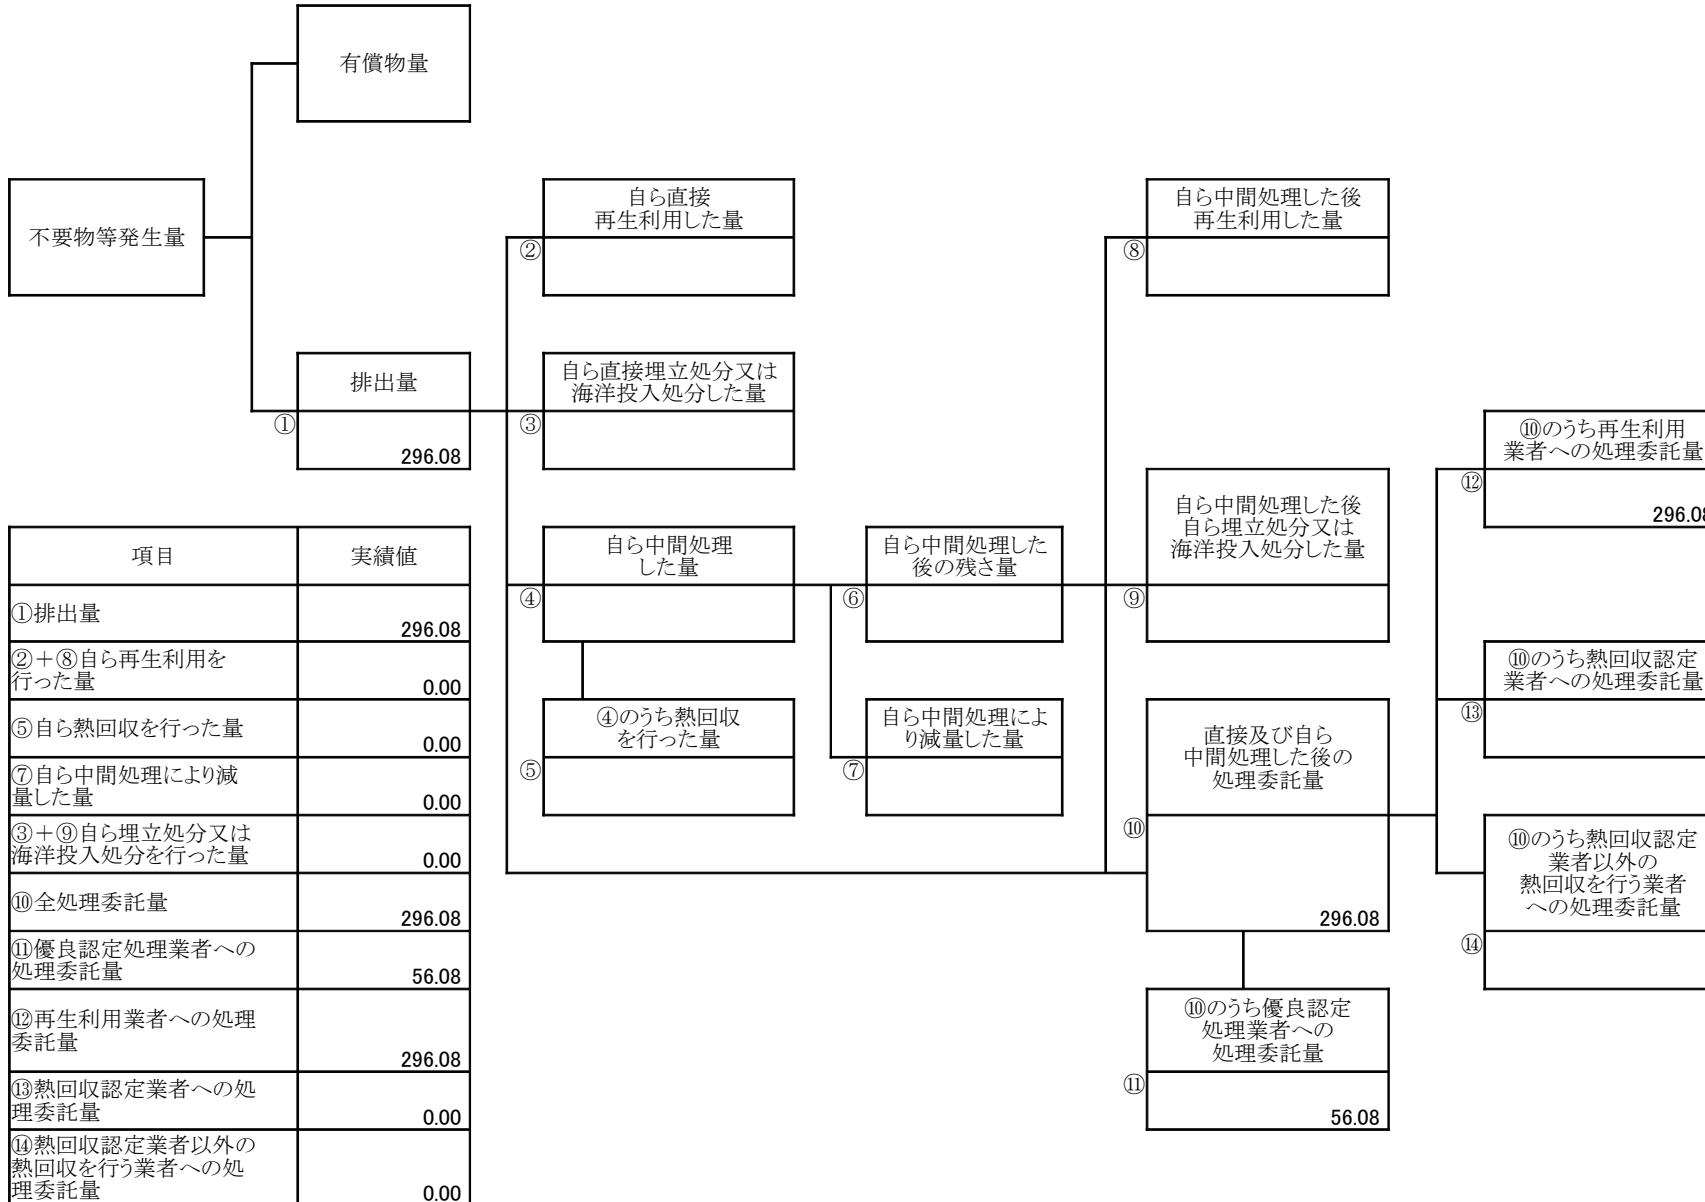 有償物量
不要物等発生量
自ら直接
再生利用した量
②
自ら中間処理した後
再生利用した量
⑧
排出量
①
296.08
自ら直接埋立処分又は
海洋投入処分した量
③
⑩のうち再生利用
業者への処理委託量
⑫
296.08
自ら中間処理
した量
④
自ら中間処理した
後の残さ量
⑥
自ら中間処理した後
自ら埋立処分又は
海洋投入処分した量
⑨
⑩のうち熱回収認定
業者への処理委託量
⑬
④のうち熱回収
を行った量
⑤
自ら中間処理によ
り減量した量
⑦
直接及び自ら
中間処理した後の
処理委託量
⑩
296.08
⑩のうち熱回収認定
業者以外の
熱回収を行う業者
への処理委託量
⑭
⑩のうち優良認定
処理業者への
処理委託量
⑪
56.08
項目 実績値
①排出量
296.08
②+⑧自ら再生利用を
行った量 0.00
⑤自ら熱回収を行った量
0.00
⑦自ら中間処理により減
量した量 0.00
③+⑨自ら埋立処分又は
海洋投入処分を行った量 0.00
⑩全処理委託量
296.08
⑪優良認定処理業者への
処理委託量 56.08
⑫再生利用業者への処理
委託量
296.08
⑬熱回収認定業者への処
理委託量 0.00
⑭熱回収認定業者以外の
熱回収を行う業者への処
理委託量 0.00